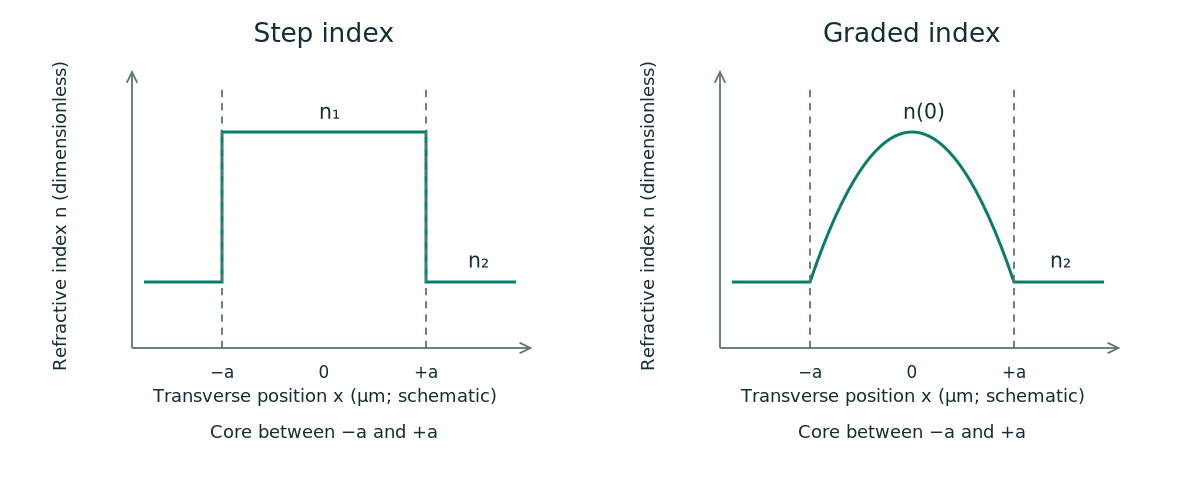 Step index
Refractive index n (dimensionless)
n₁
n₂
−a
0
+a
Transverse position x (μm; schematic)
Core between −a and +a
Graded index
Refractive index n (dimensionless)
n(0)
n₂
−a
0
+a
Transverse position x (μm; schematic)
Core between −a and +a